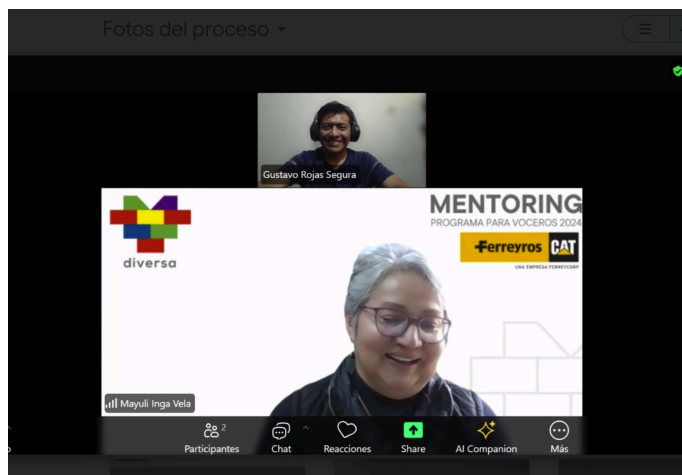 Fotos del proceso
Gustavo Rojas Segura
MENTORING
PROGRAMA PARA VOCEROS 2024
Ferreyros CAT
UNA EMPRESA FERREYCORP
diversa
Mayuli Inga Vela
2
Participantes
Chat
Reacciones
Share
AI Companion
Más